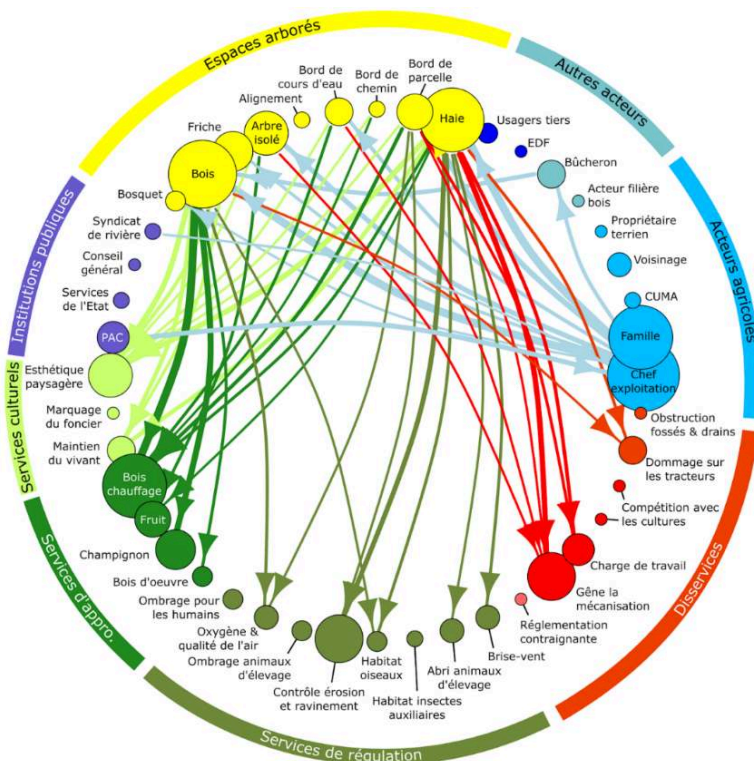 Espaces arborés
Autres acteurs
Acteurs agricoles
Disservices
Services de régulation
Services d'appro.
Services culturels
Institutions publiques
Bord de
cours d'eau
Bord de
chemin
Bord de
parcelle
Alignement
Arbre
isolé
Haie
Friche
Bois
Bosquet
Usagers tiers
EDF
Bûcheron
Acteur filière
bois
Propriétaire
terrien
Voisinage
CUMA
Famille
Chef
exploitation
Obstruction
fossés & drains
Dommage sur
les tracteurs
Compétition avec
les cultures
Charge de travail
Gêne la
mécanisation
Réglementation
contraignante
Brise-vent
Abri animaux
d'élevage
Habitat insectes
auxiliaires
Habitat
oiseaux
Contrôle érosion
et ravinement
Ombrage animaux
d'élevage
Oxygène &
qualité de l'air
Ombrage pour
les humains
Bois d'oeuvre
Champignon
Fruit
Bois
chauffage
Maintien
du vivant
Marquage
du foncier
Esthétique
paysagère
PAC
Services
de l'Etat
Conseil
général
Syndicat
de rivière